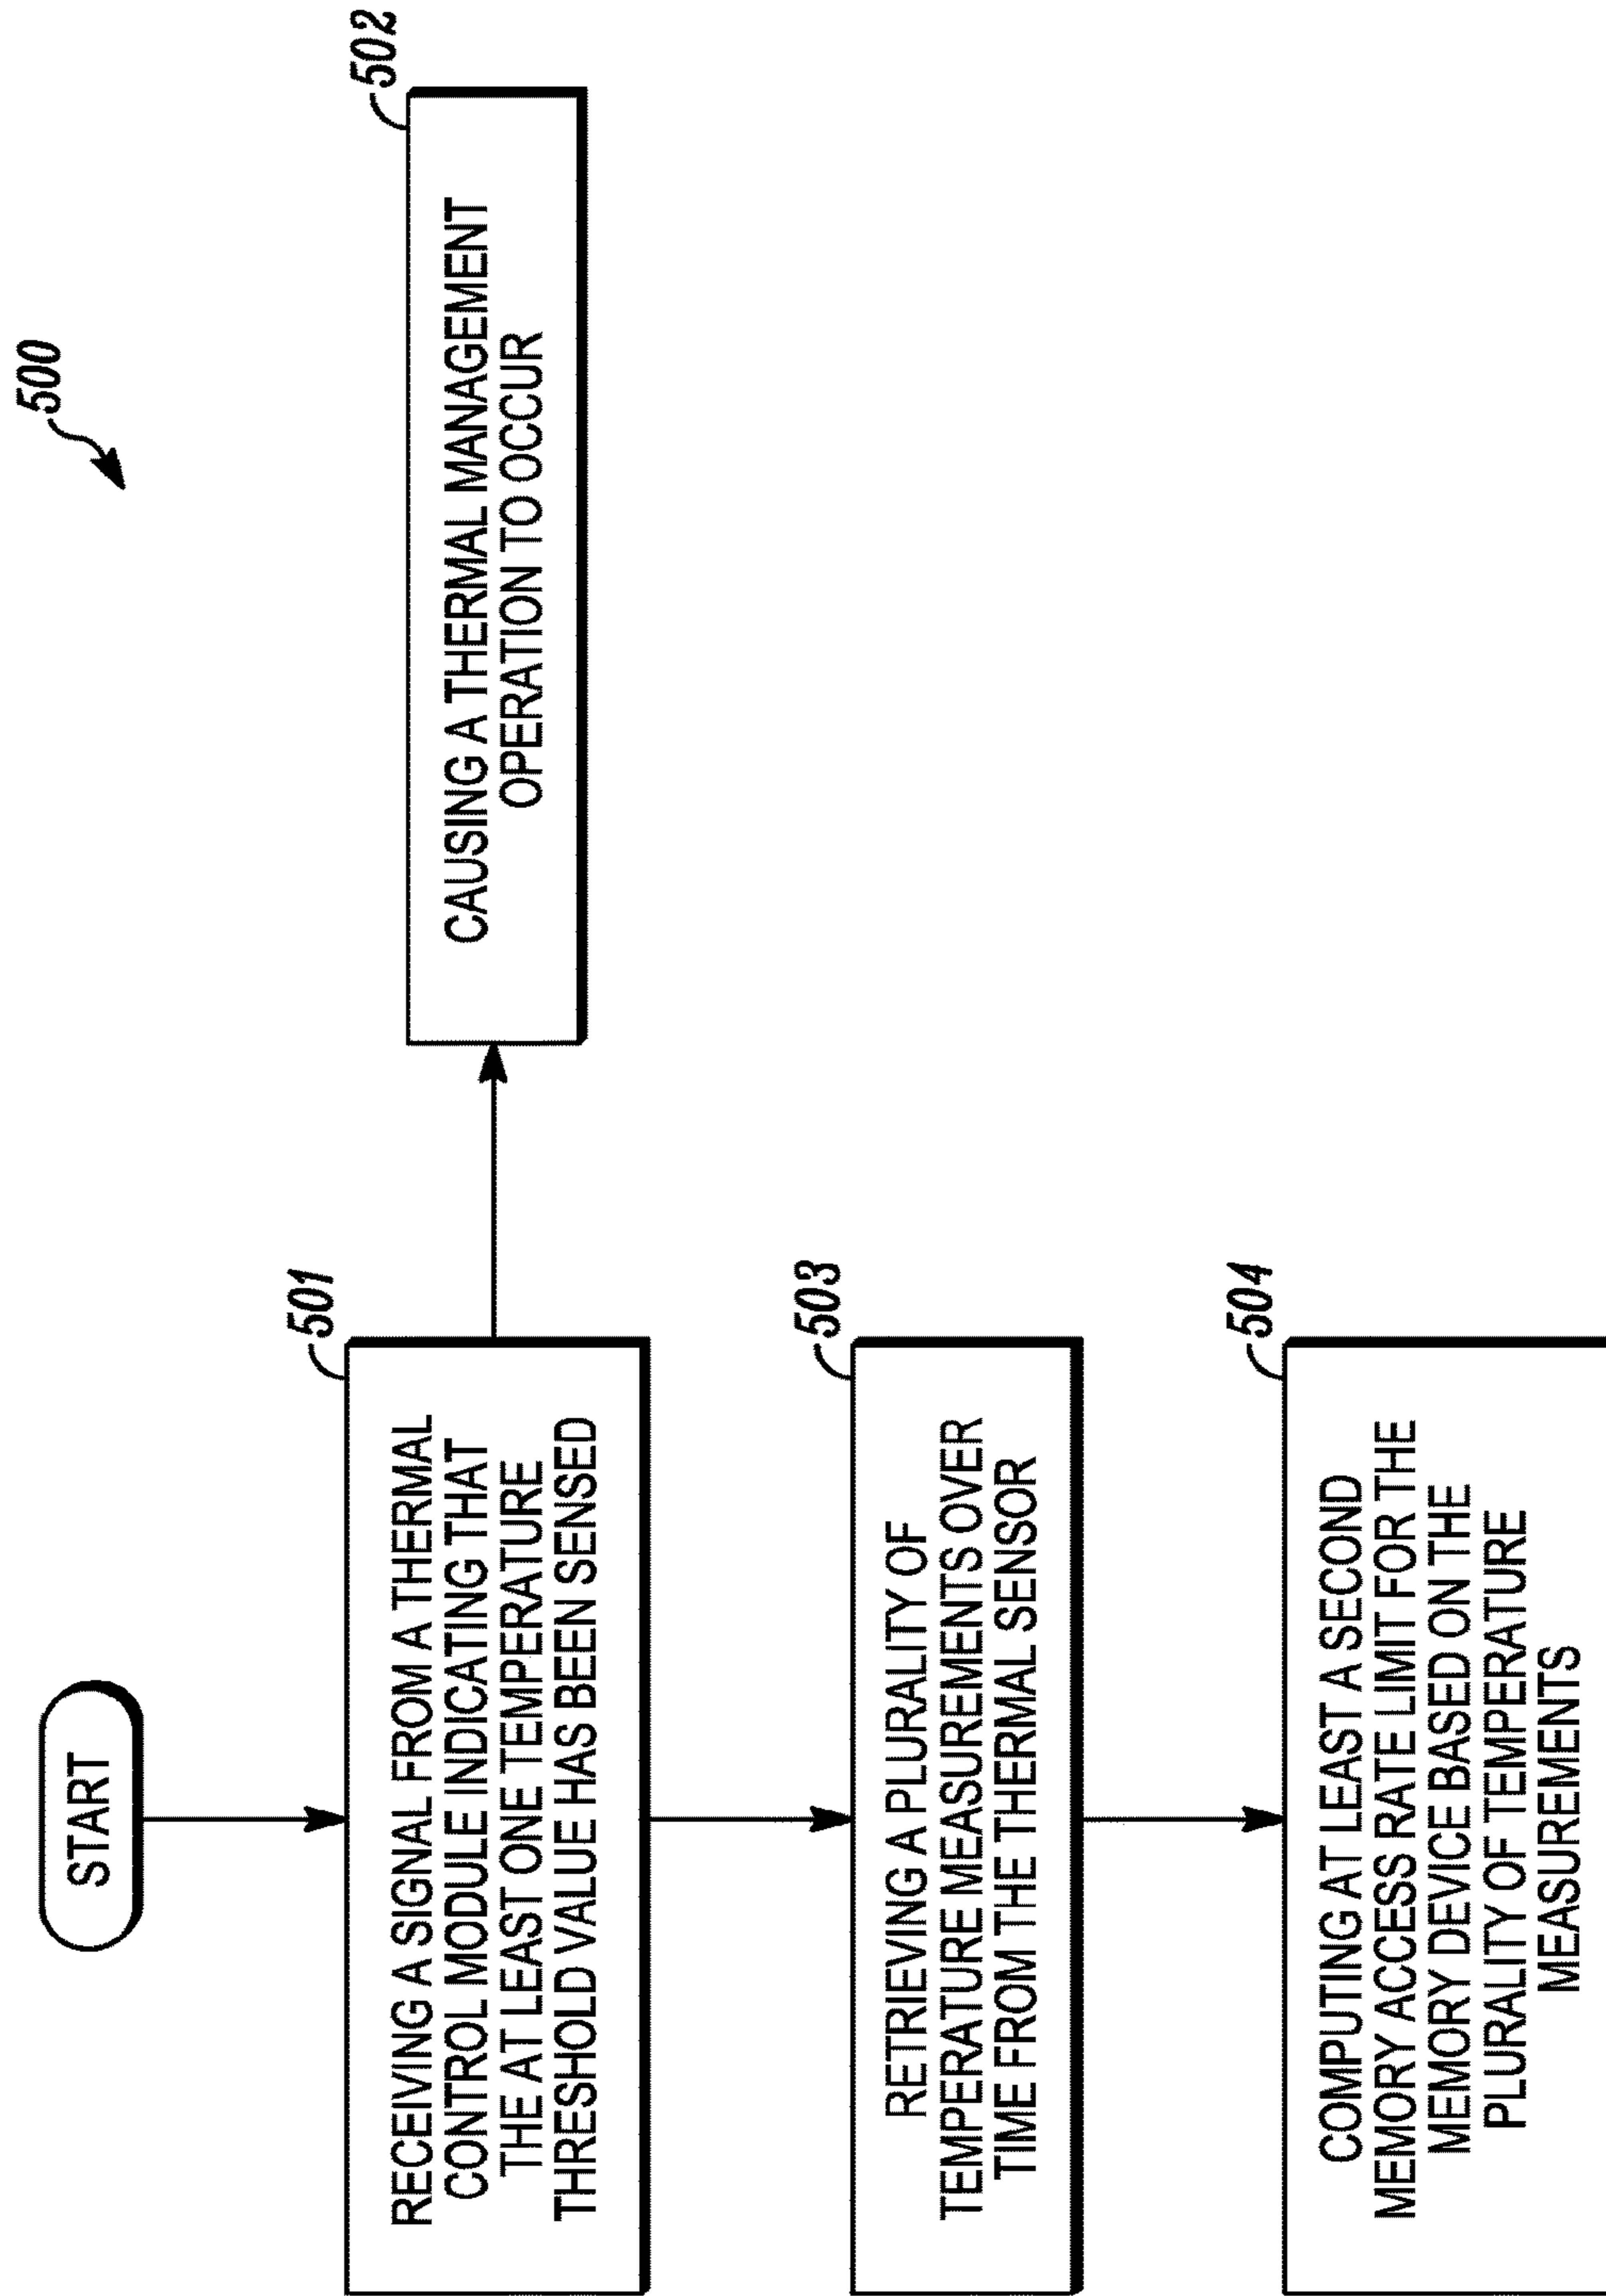 500
START
501
RECEIVING A SIGNAL FROM A THERMAL
CONTROL MODULE INDICATING THAT
THE AT LEAST ONE TEMPERATURE
THRESHOLD VALUE HAS BEEN SENSED
502
CAUSING A THERMAL MANAGEMENT
OPERATION TO OCCUR
503
RETRIEVING A PLURALITY OF
TEMPERATURE MEASUREMENTS OVER
TIME FROM THE THERMAL SENSOR
504
COMPUTING AT LEAST A SECOND
MEMORY ACCESS RATE LIMIT FOR THE
MEMORY DEVICE BASED ON THE
PLURALITY OF TEMPERATURE
MEASUREMENTS